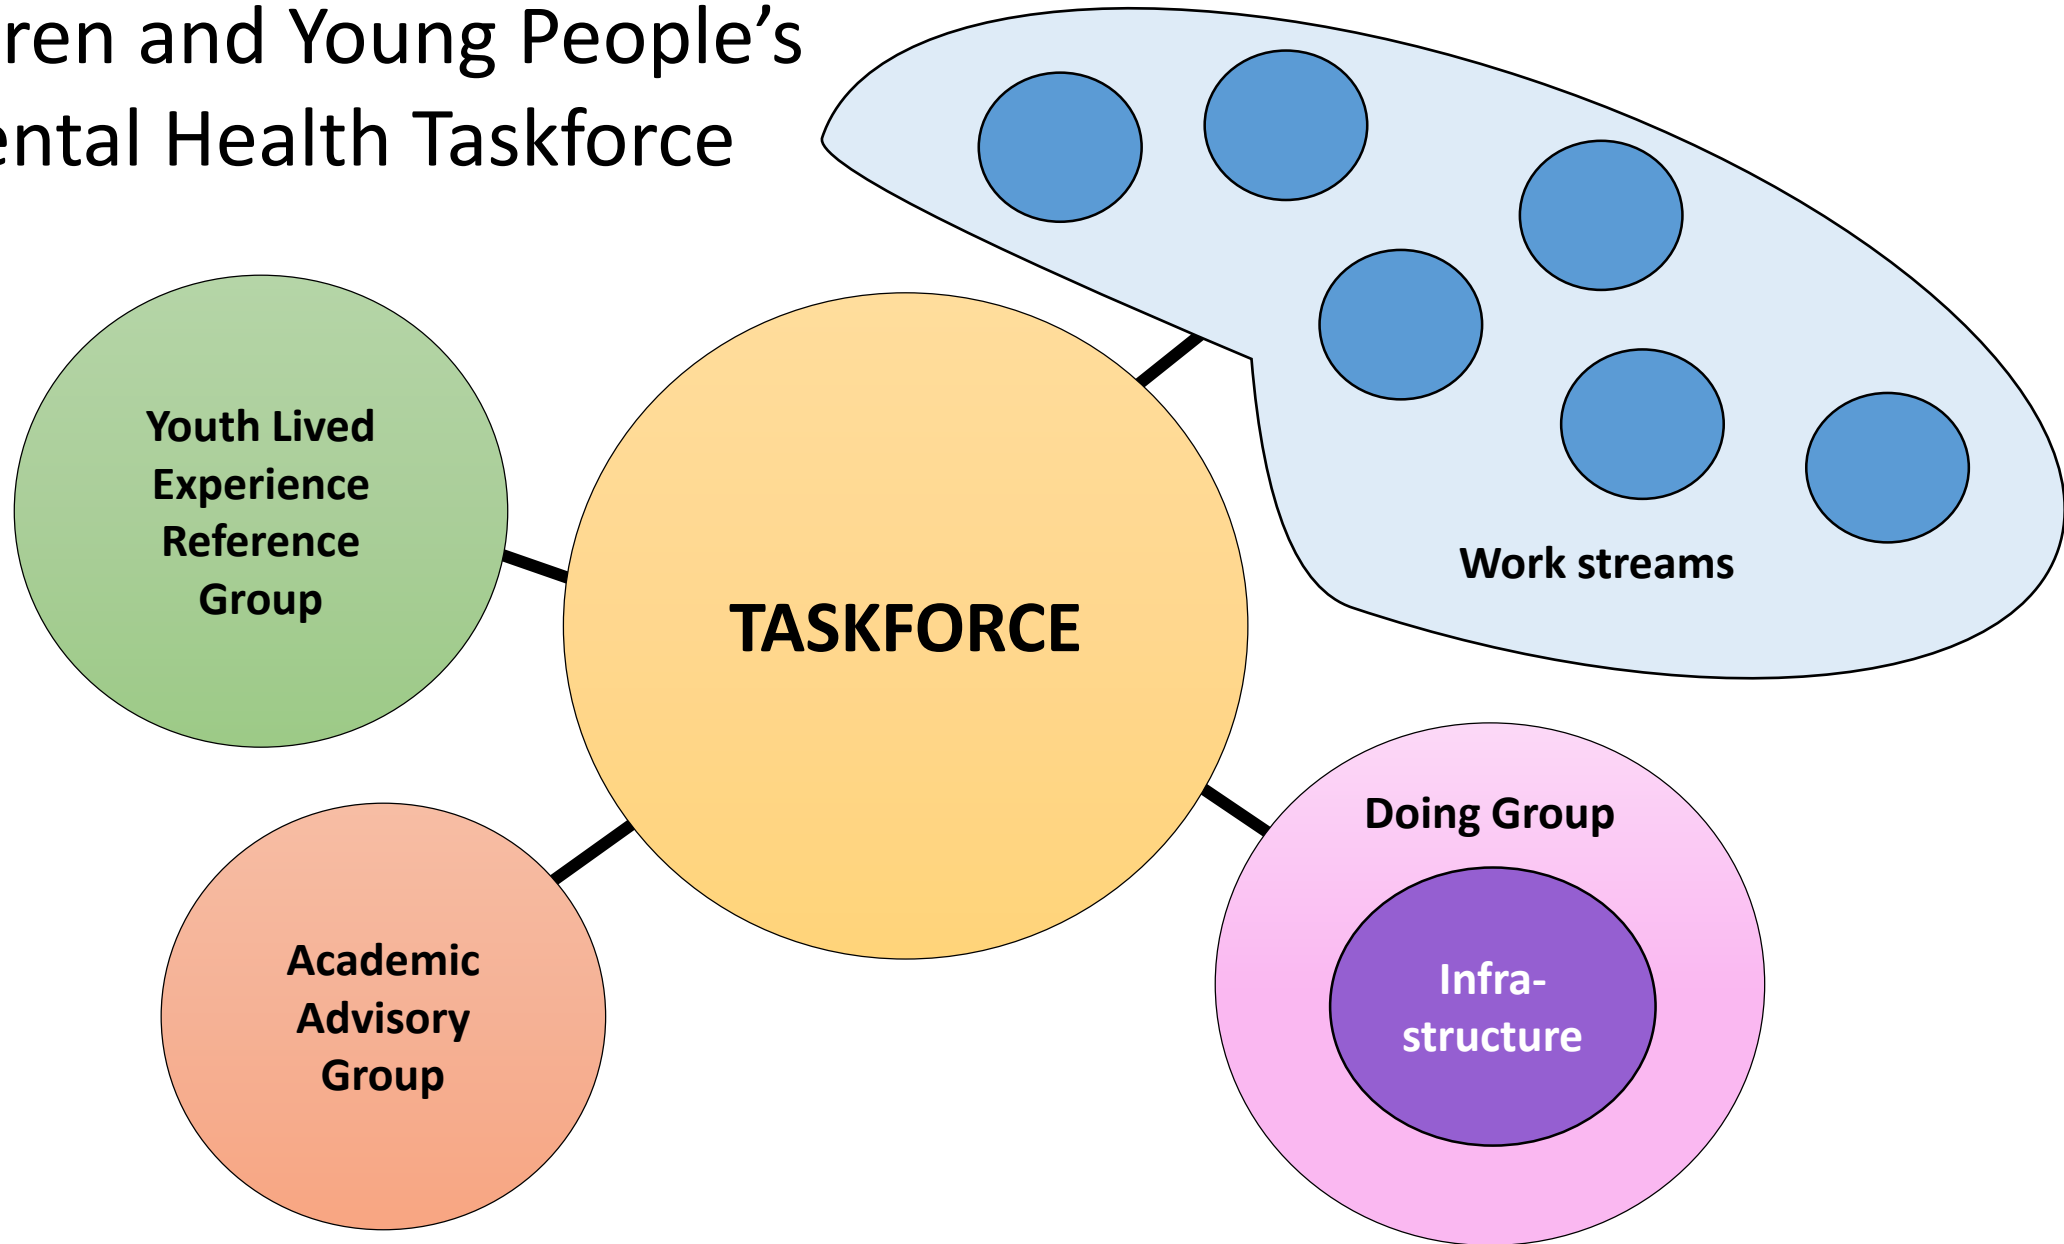 ren and Young People’s
ental Health Taskforce
Youth Lived
Experience
Reference
Group
TASKFORCE
Work streams
Doing Group
Infra-
structure
Academic
Advisory
Group